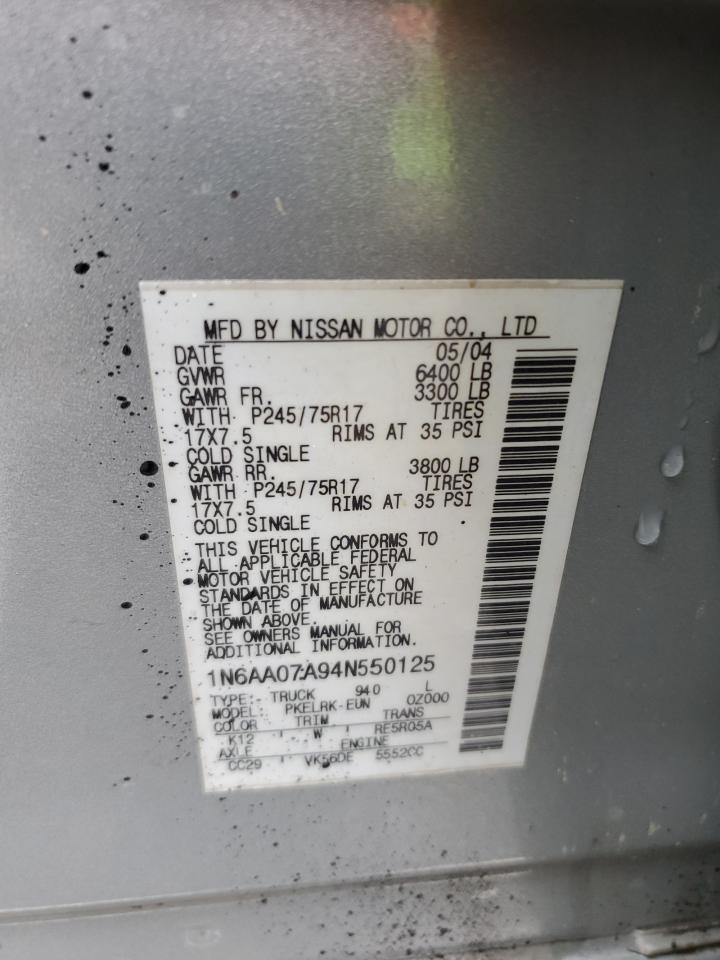 MFD BY NISSAN MOTOR CO., LTD
DATE 05/04
GVWR 6400 LB
GAWR FR. 3300 LB
WITH P245/75R17 TIRES
17X7.5 RIMS AT 35 PSI
COLD SINGLE
GAWR RR. 3800 LB
WITH P245/75R17 TIRES
17X7.5 RIMS AT 35 PSI
COLD SINGLE
THIS VEHICLE CONFORMS TO
ALL APPLICABLE FEDERAL
MOTOR VEHICLE SAFETY
STANDARDS IN EFFECT ON
THE DATE OF MANUFACTURE
SHOWN ABOVE.
SEE OWNERS MANUAL FOR
ADDITIONAL INFORMATION.
1N6AA07A94N550125
TYPE: TRUCK 940 L
MODEL: PKELRK-EUN 0Z000
COLOR TRIM TRANS
K12 W RE5R05A
AXLE ENGINE
CC29 VK56DE 5552CC